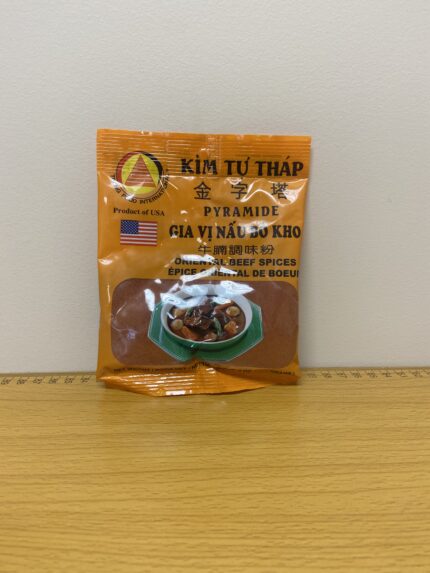 KÌM TỰ THÁP
金字塔
Product of USA
PYRAMIDE
GIA VỊ NẤU BÒ KHO
牛腩調味粉
ORIENTAL BEEF SPICES
ÉPICE ORIENTAL DE BOEUF